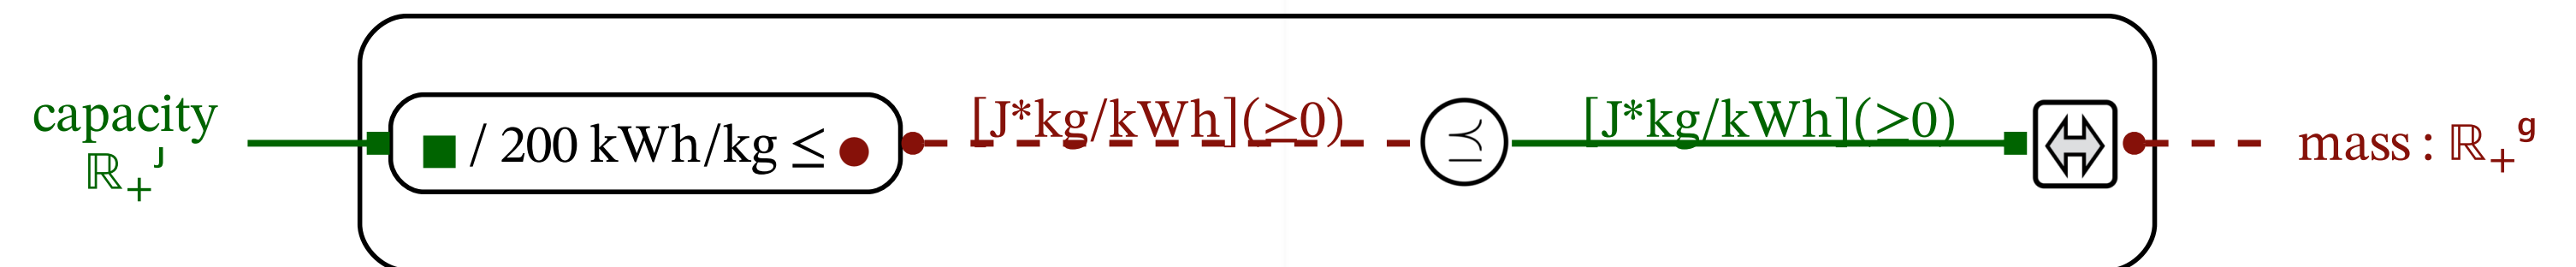 capacity
ℝ₊ᴶ
■ / 200 kWh/kg ≤ ●
[J*kg/kWh](≥0)
⪯
[J*kg/kWh](≥0)
mass : ℝ₊ᵍ